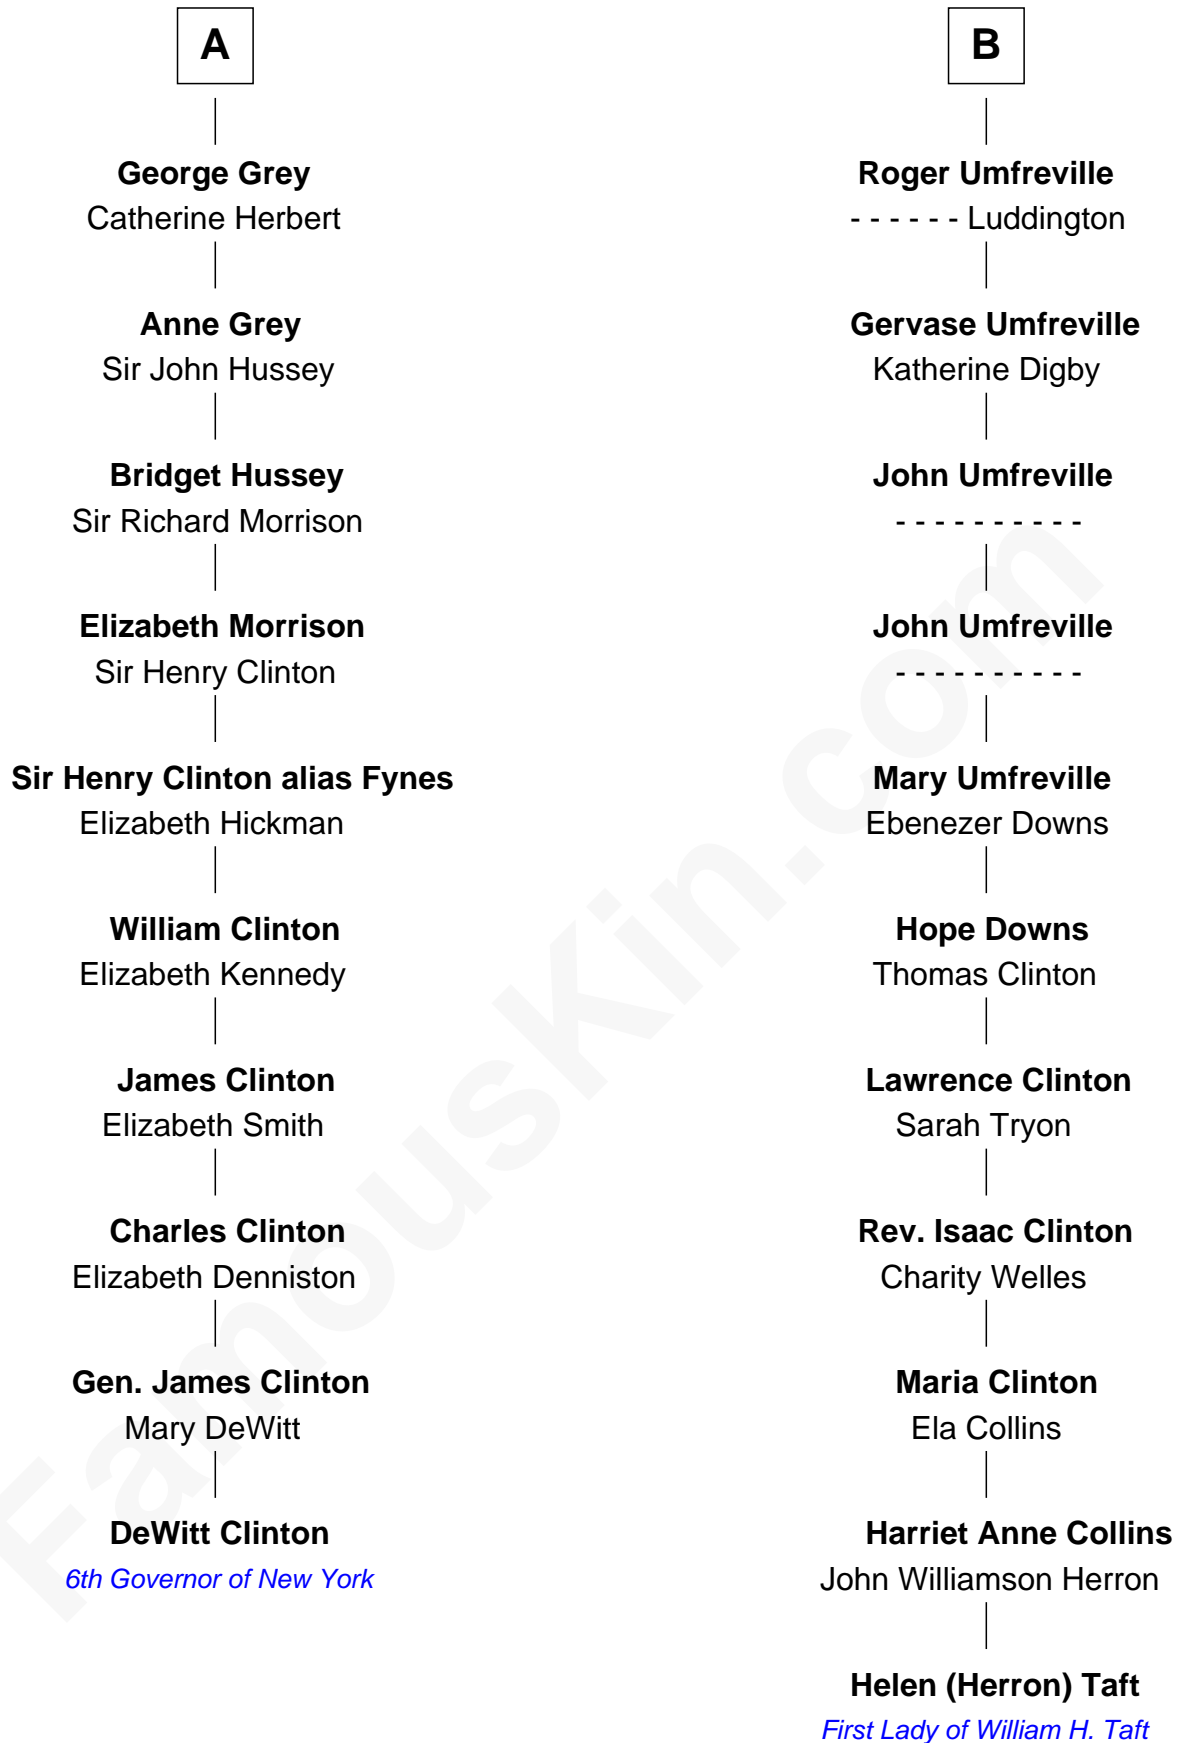 A
George Grey
Catherine Herbert
Anne Grey
Sir John Hussey
Bridget Hussey
Sir Richard Morrison
Elizabeth Morrison
Sir Henry Clinton
Sir Henry Clinton alias Fynes
Elizabeth Hickman
William Clinton
Elizabeth Kennedy
James Clinton
Elizabeth Smith
Charles Clinton
Elizabeth Denniston
Gen. James Clinton
Mary DeWitt
DeWitt Clinton
6th Governor of New York
B
Roger Umfreville
- - - - - - Luddington
Gervase Umfreville
Katherine Digby
John Umfreville
- - - - - - - - - -
John Umfreville
- - - - - - - - - -
Mary Umfreville
Ebenezer Downs
Hope Downs
Thomas Clinton
Lawrence Clinton
Sarah Tryon
Rev. Isaac Clinton
Charity Welles
Maria Clinton
Ela Collins
Harriet Anne Collins
John Williamson Herron
Helen (Herron) Taft
First Lady of William H. Taft
FamousKin.com